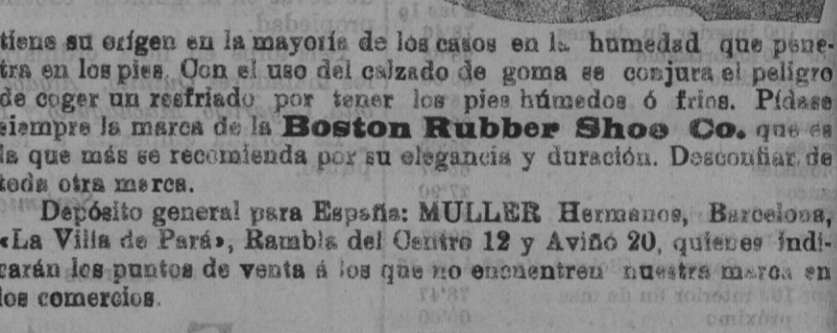 tiene su orígen en la mayoría de los casos en la humedad que pene-
tra en los pies. Con el uso del calzado de goma se conjura el peligro
de coger un resfriado por tener los pies húmedos ó frios. Pídase
siempre la marca de la Boston Rubber Shoe Co. que es
la que más se recomienda por su elegancia y duración. Desconfiar de
toda otra marca.
Depósito general para España: MULLER Hermanos, Barcelona,
«La Villa de Pará», Rambla del Centro 12 y Aviñó 20, quienes indi-
carán los puntos de venta á los que no encuentren nuestra marca en
los comercios.